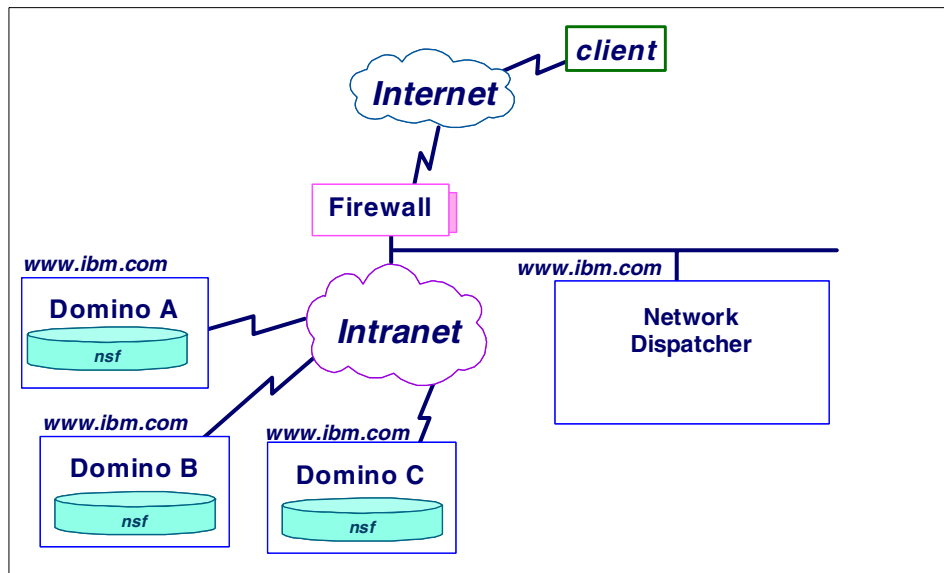 client
Internet
Firewall
www.ibm.com
www.ibm.com
Domino A
nsf
Intranet
Network
Dispatcher
www.ibm.com
www.ibm.com
Domino B
nsf
Domino C
nsf